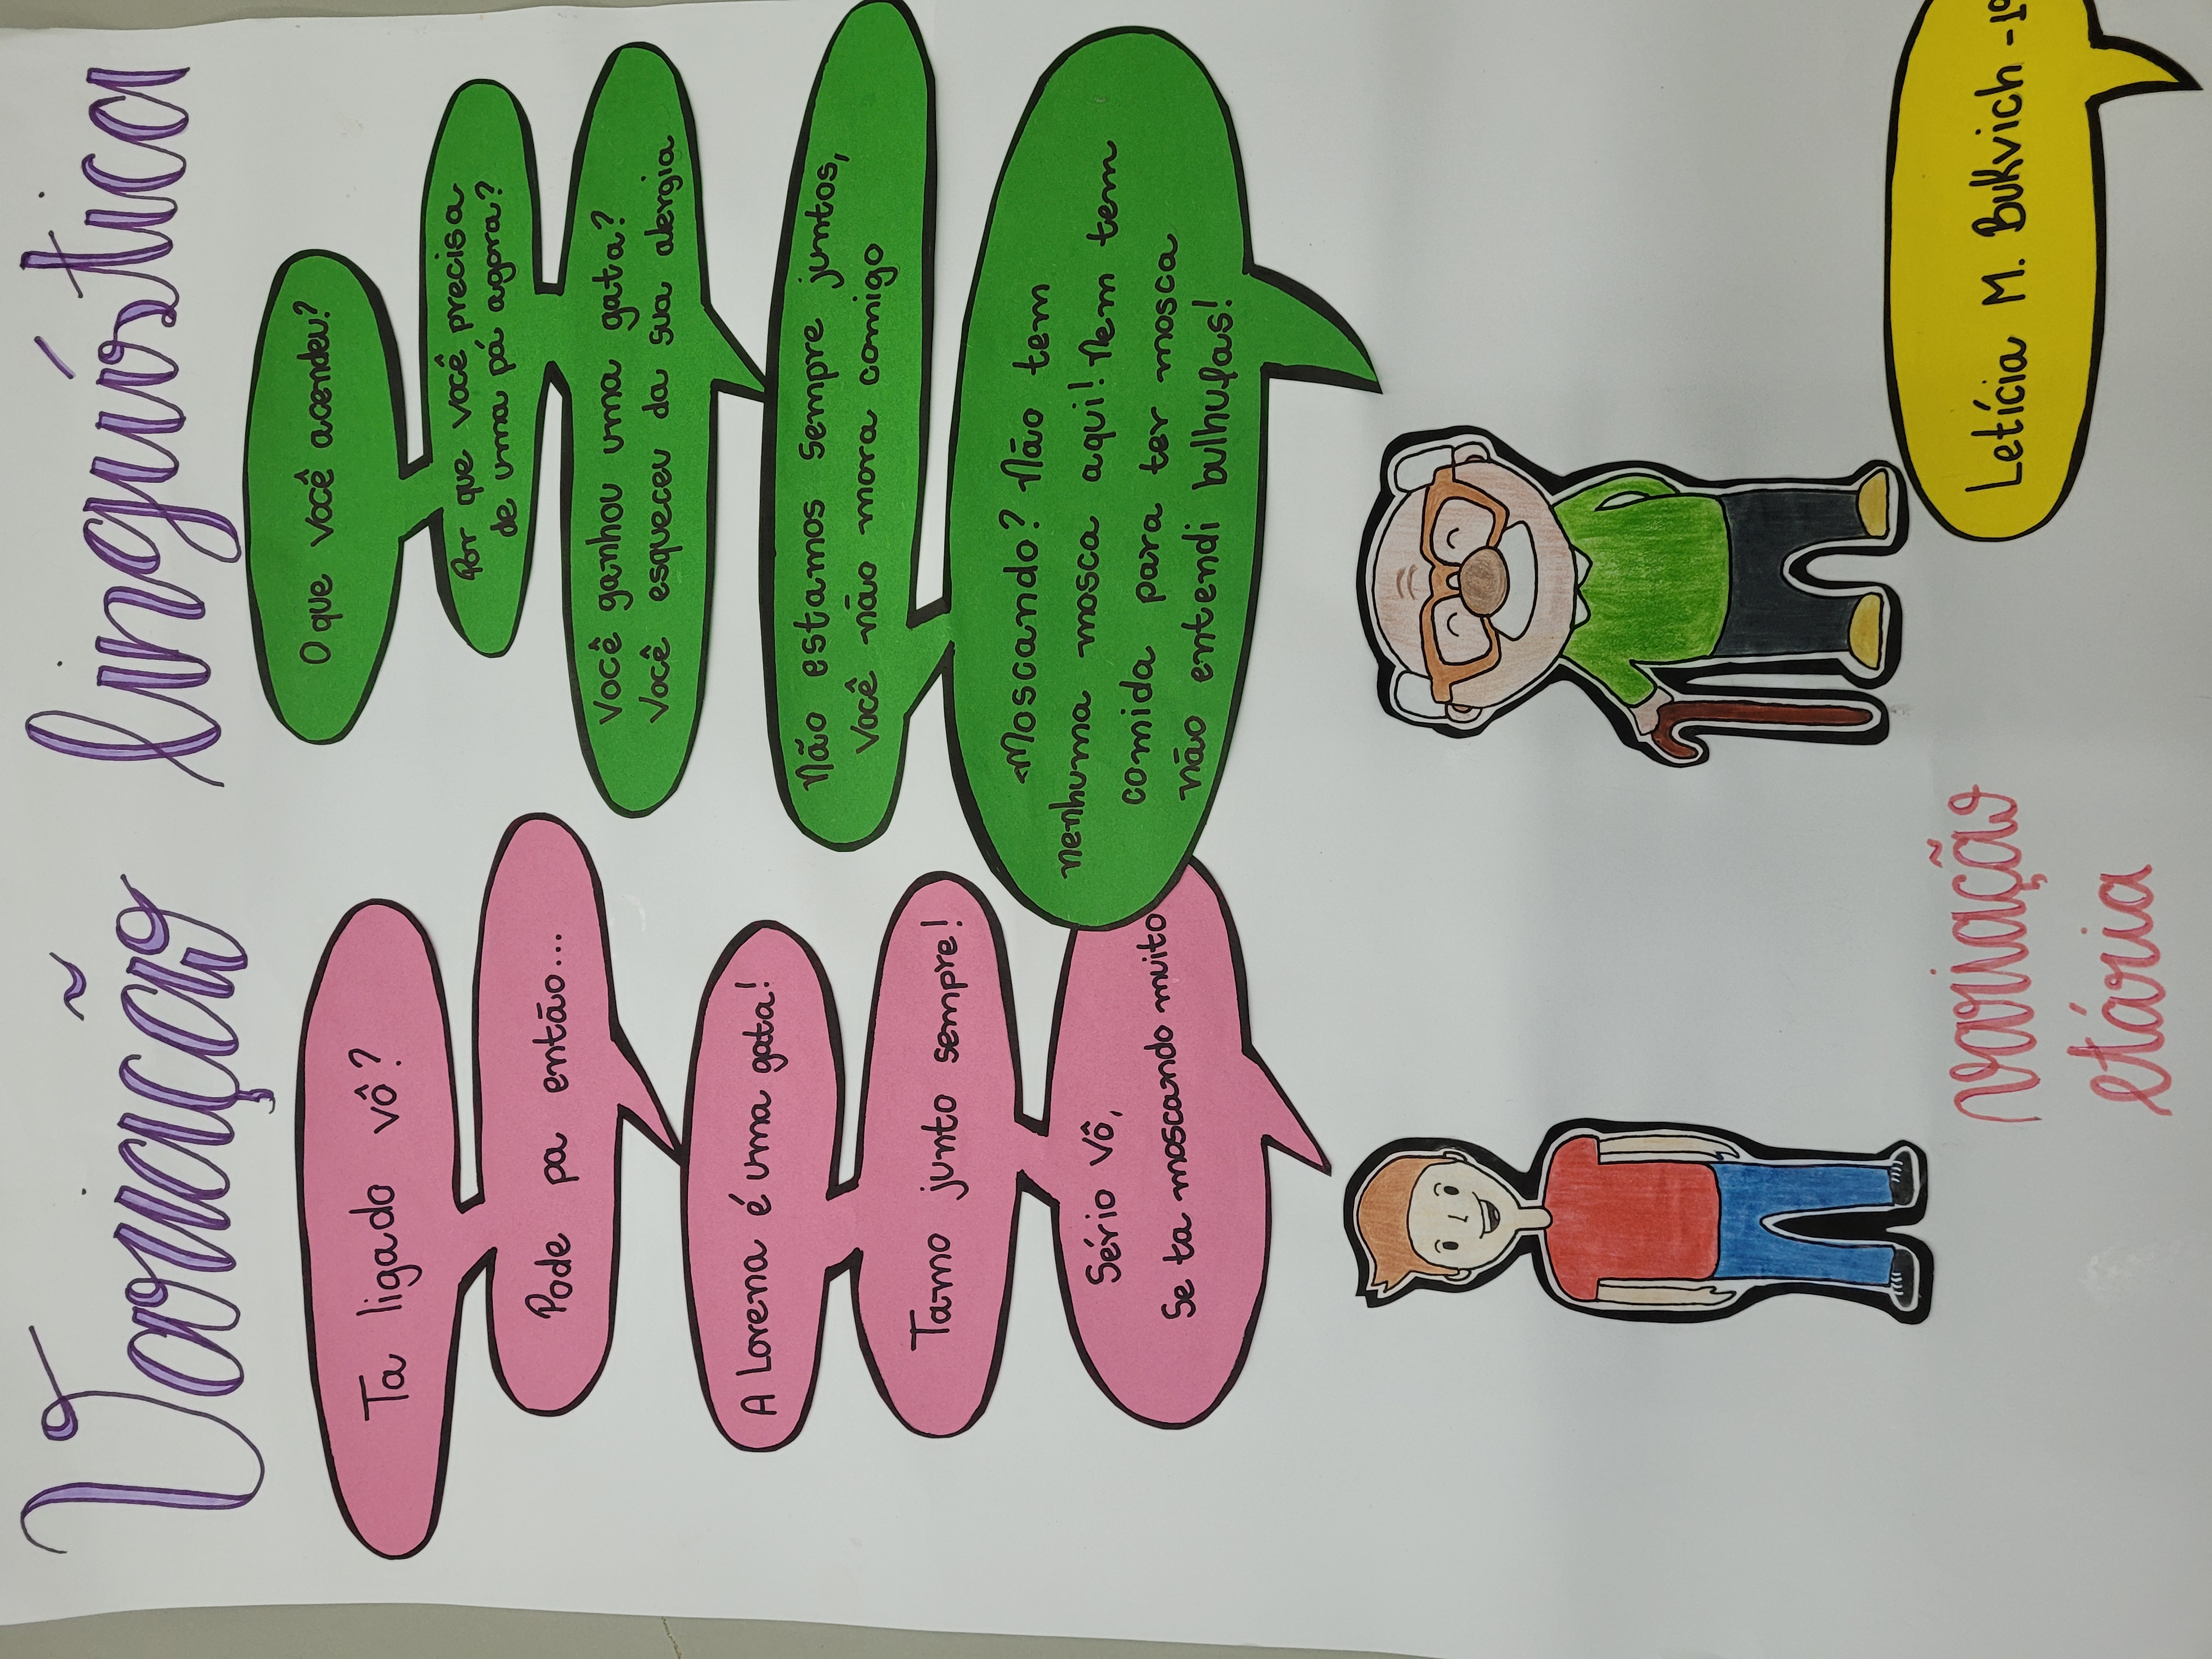 Variação linguística
Ta ligado vô?
O que você acendeu?
Pode pa então...
Por que você precisa
de uma pá agora?
A Lorena é uma gata!
Você ganhou uma gata?
Você esqueceu da sua alergia
Tamo junto sempre!
Não estamos sempre juntos,
Você não mora comigo
Sério vô,
Se ta moscando muito
Moscando? Não tem
nenhuma mosca aqui! Nem tem
comida para ter mosca
não entendi bulhufas!
variação
etária
Letícia M. Bukvich -1º